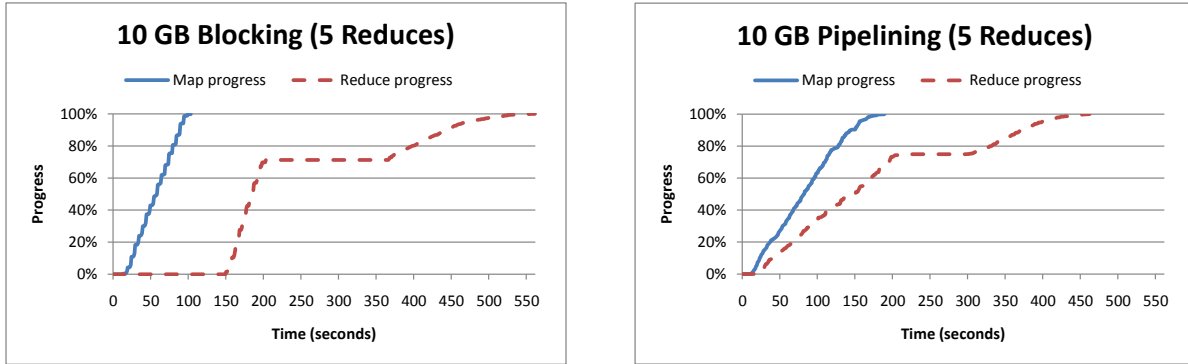 10 GB Blocking (5 Reduces)
Map progress Reduce progress
100%
80%
60%
40%
20%
0%
Progress
0 50 100 150 200 250 300 350 400 450 500 550
Time (seconds)
10 GB Pipelining (5 Reduces)
Map progress Reduce progress
100%
80%
60%
40%
20%
0%
Progress
0 50 100 150 200 250 300 350 400 450 500 550
Time (seconds)